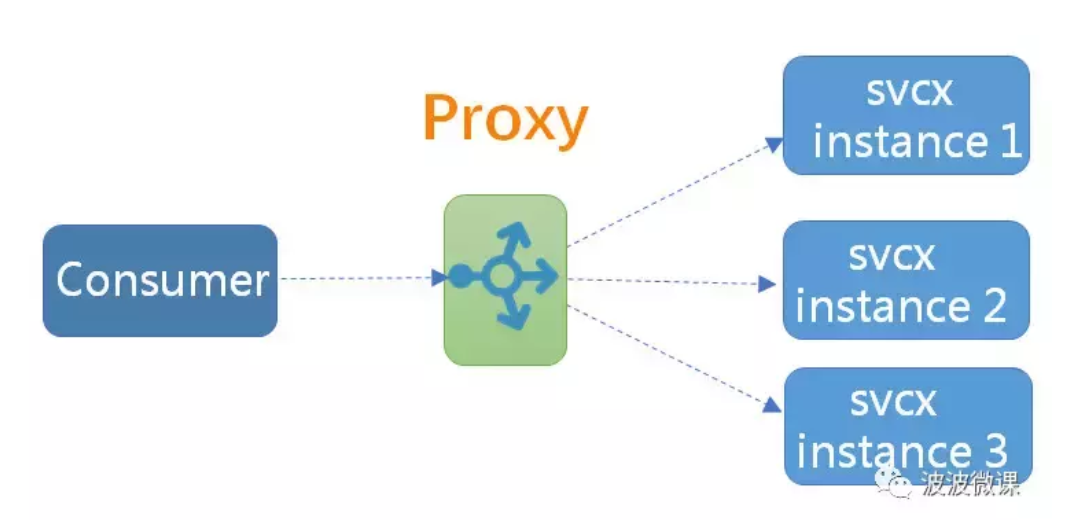 Proxy
Consumer
svcx
instance 1
svcx
instance 2
svcx
instance 3
波波微课